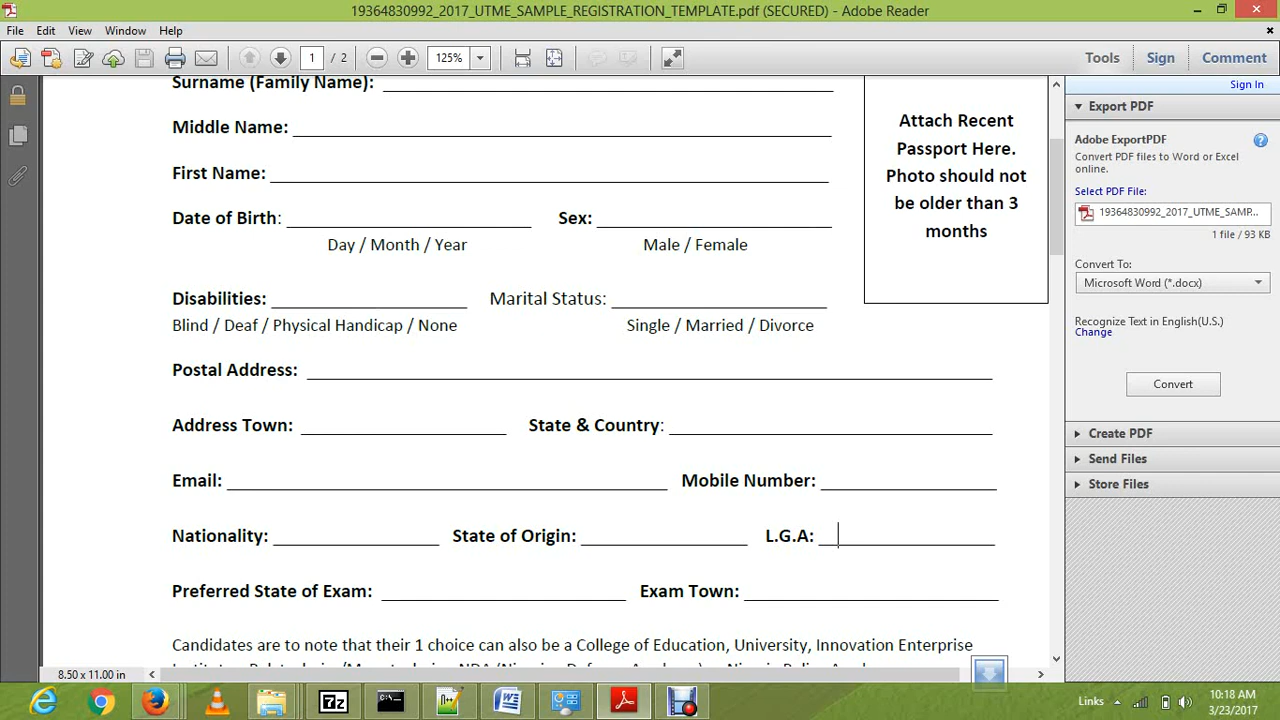 19364830992_2017_UTME_SAMPLE_REGISTRATION_TEMPLATE.pdf (SECURED) - Adobe Reader
File Edit View Window Help
1 / 2 125% Tools Sign Comment
Sign In
Surname (Family Name): 
Middle Name: 
First Name: 
Date of Birth: Sex: 
Day / Month / Year Male / Female
Attach Recent
Passport Here.
Photo should not
be older than 3
months
Disabilities: Marital Status: 
Blind / Deaf / Physical Handicap / None Single / Married / Divorce
Postal Address: 
Address Town: State & Country: 
Email: Mobile Number: 
Nationality: State of Origin: L.G.A: 
Preferred State of Exam: Exam Town: 
Candidates are to note that their 1 choice can also be a College of Education, University, Innovation Enterprise
Export PDF
Adobe ExportPDF
Convert PDF files to Word or Excel
online.
Select PDF File:
19364830992_2017_UTME_SAMP...
1 file / 93 KB
Convert To:
Microsoft Word (*.docx)
Recognize Text in English(U.S.)
Change
Convert
Create PDF
Send Files
Store Files
8.50 x 11.00 in
Links
10:18 AM
3/23/2017